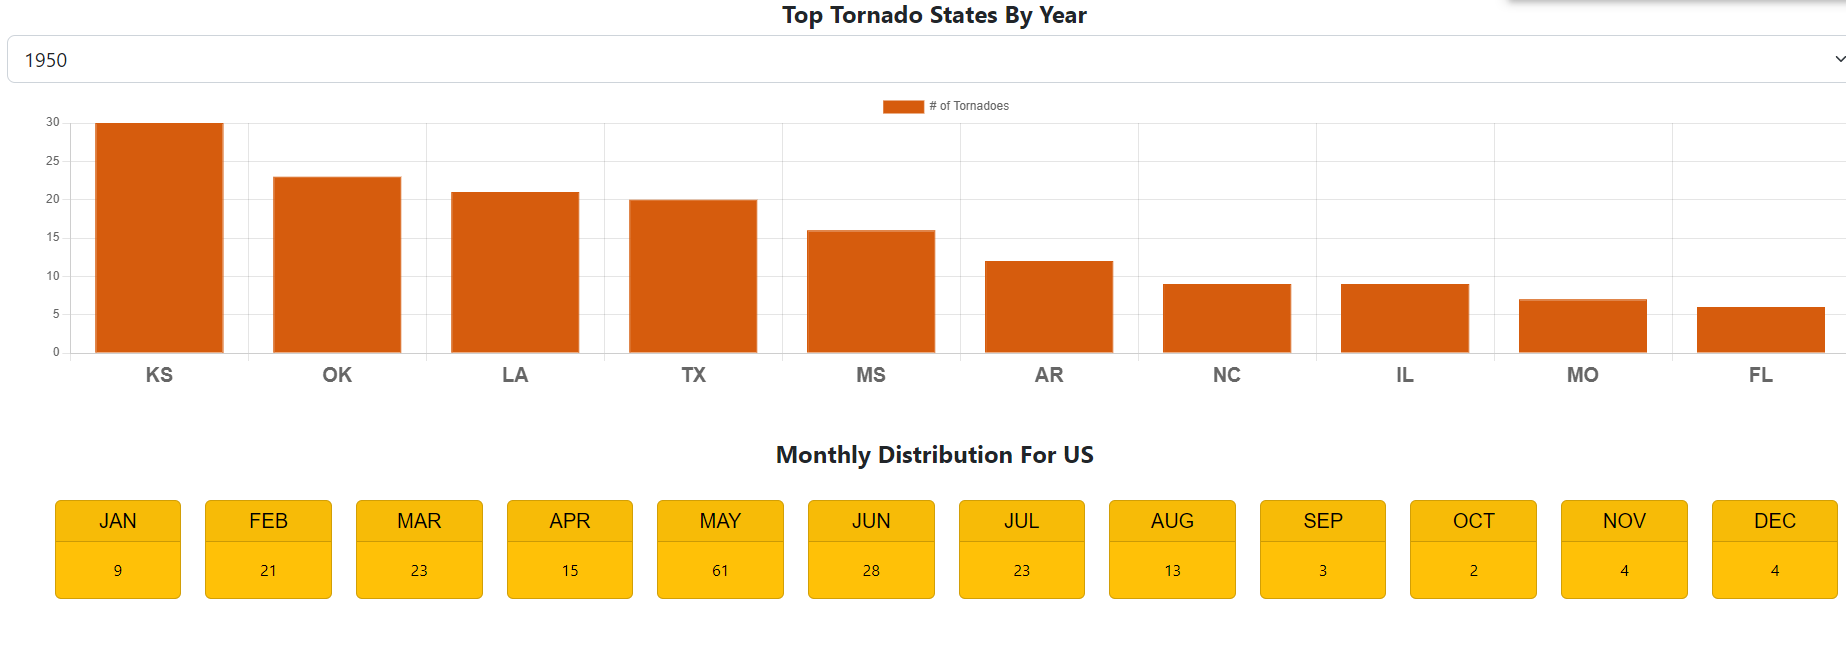 Top Tornado States By Year
1950
# of Tornadoes
30
25
20
15
10
5
0
KS OK LA TX MS AR NC IL MO FL
Monthly Distribution For US
JAN FEB MAR APR MAY JUN JUL AUG SEP OCT NOV DEC
9 21 23 15 61 28 23 13 3 2 4 4